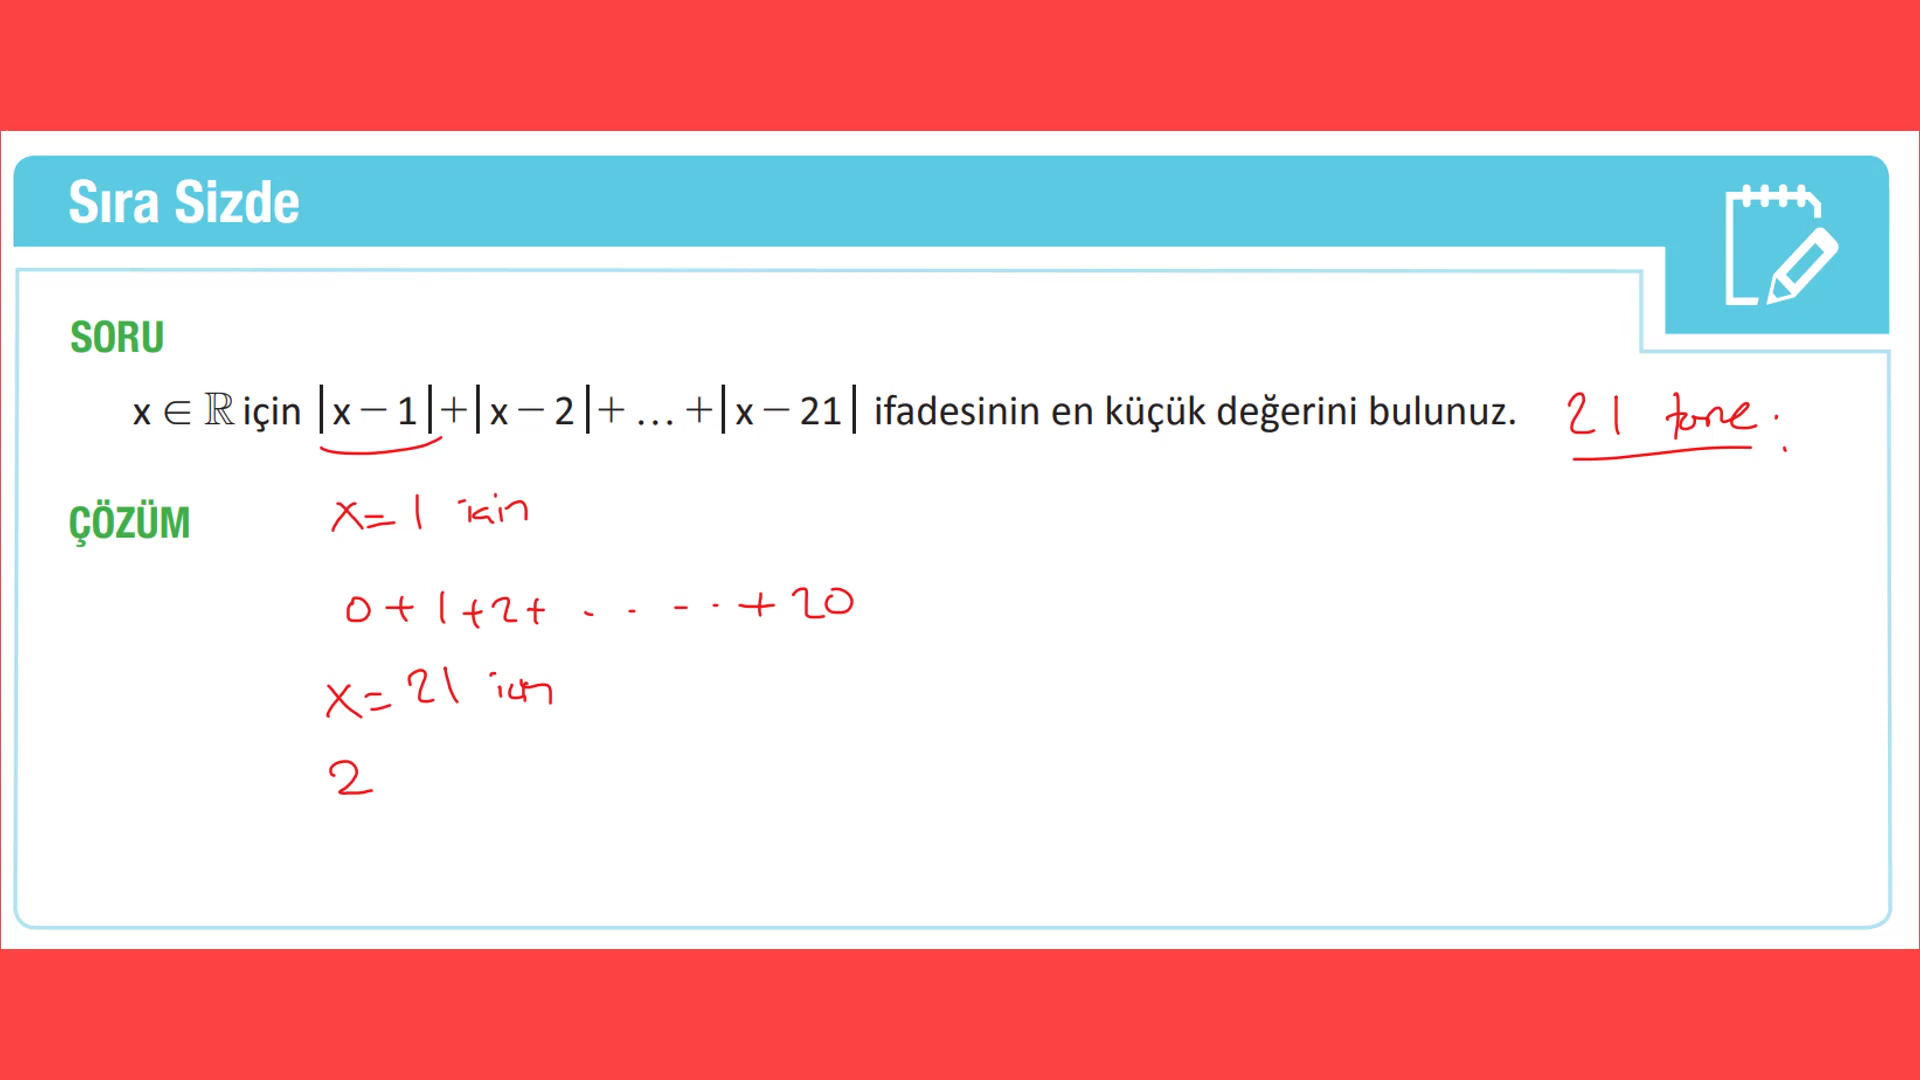 Sıra Sizde
SORU
x ∈ ℝ için |x − 1| + |x − 2| + ... + |x − 21| ifadesinin en küçük değerini bulunuz. 21 tane.
ÇÖZÜM x = 1 için
0 + 1 + 2 + . . - . . + 20
x = 21 için
2